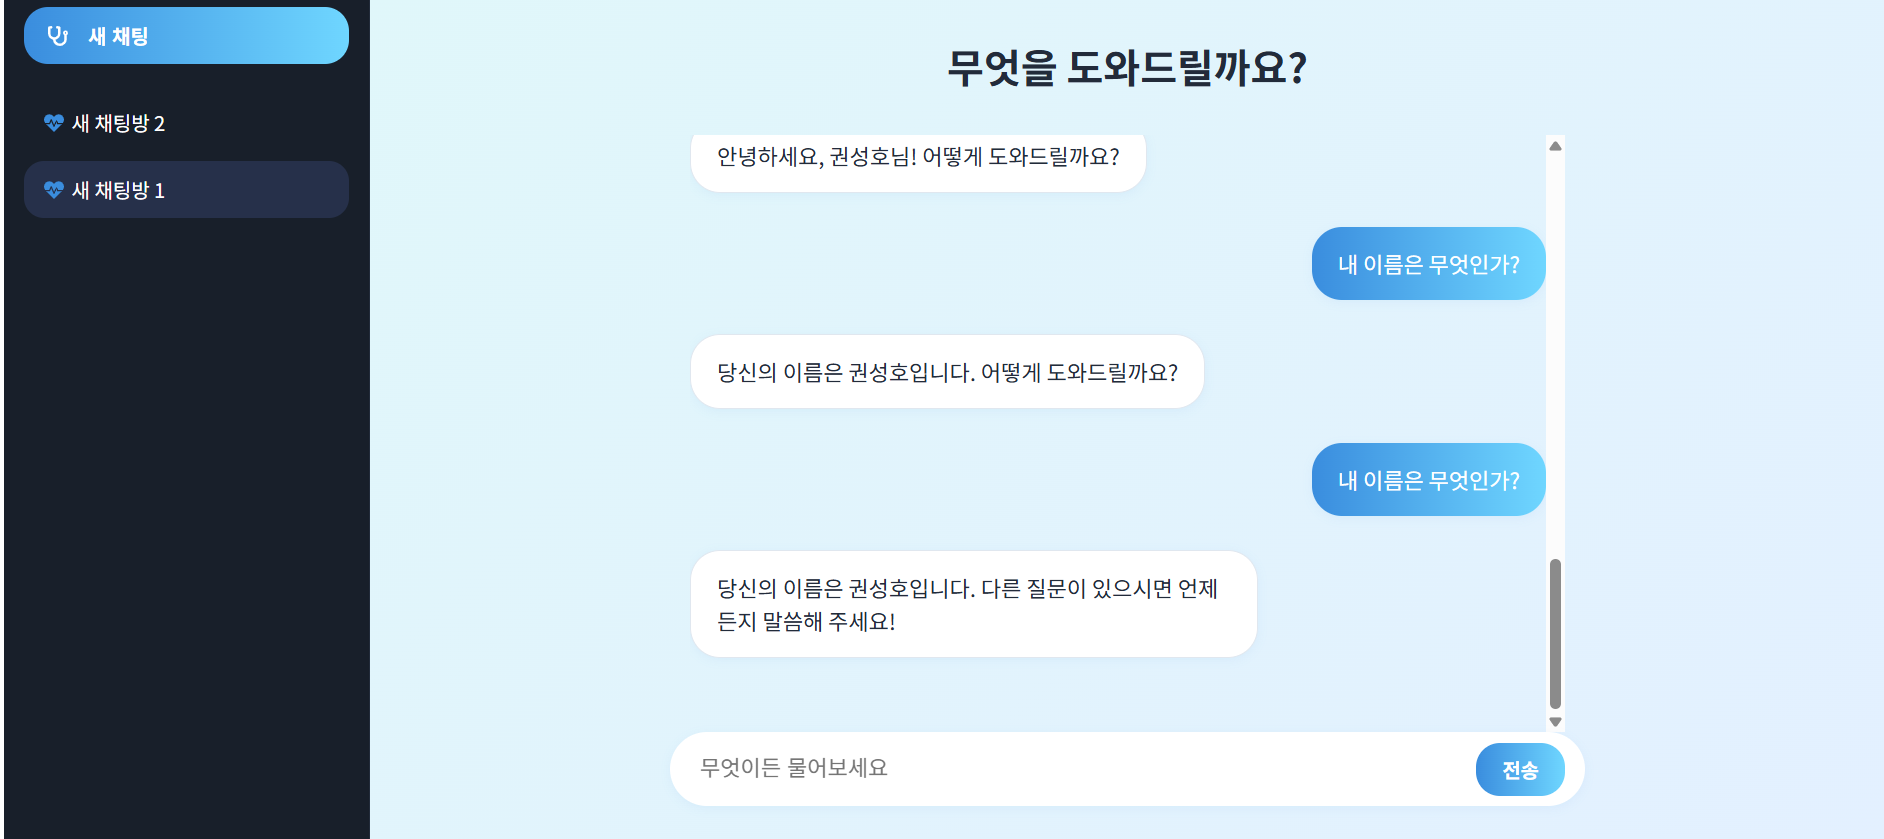 새 채팅
새 채팅방 2
새 채팅방 1
무엇을 도와드릴까요?
안녕하세요, 권성호님! 어떻게 도와드릴까요?
내 이름은 무엇인가?
당신의 이름은 권성호입니다. 어떻게 도와드릴까요?
내 이름은 무엇인가?
당신의 이름은 권성호입니다. 다른 질문이 있으시면 언제
든지 말씀해 주세요!
무엇이든 물어보세요
전송